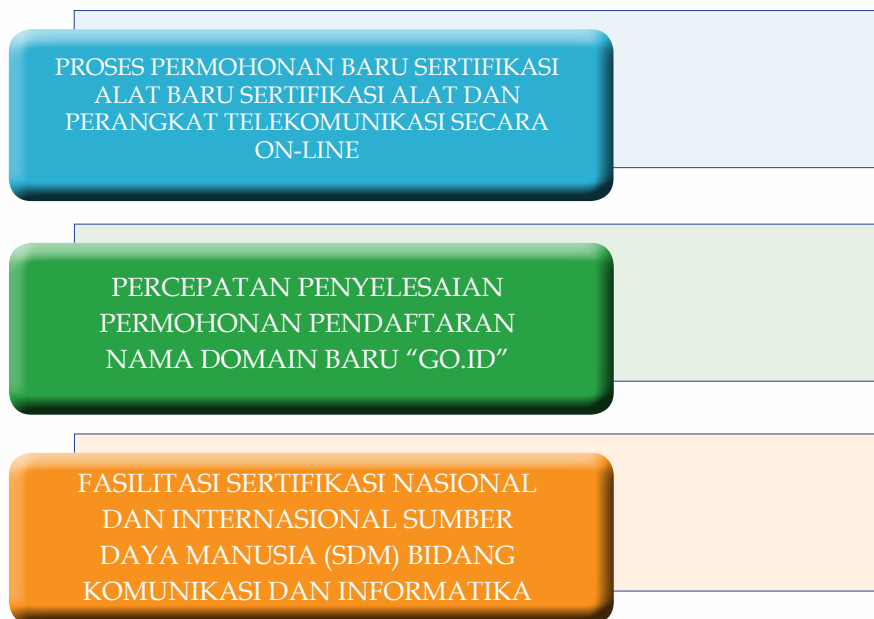 PROSES PERMOHONAN BARU SERTIFIKASI
ALAT BARU SERTIFIKASI ALAT DAN
PERANGKAT TELEKOMUNIKASI SECARA
ON-LINE
PERCEPATAN PENYELESAIAN
PERMOHONAN PENDAFTARAN
NAMA DOMAIN BARU “GO.ID”
FASILITASI SERTIFIKASI NASIONAL
DAN INTERNASIONAL SUMBER
DAYA MANUSIA (SDM) BIDANG
KOMUNIKASI DAN INFORMATIKA